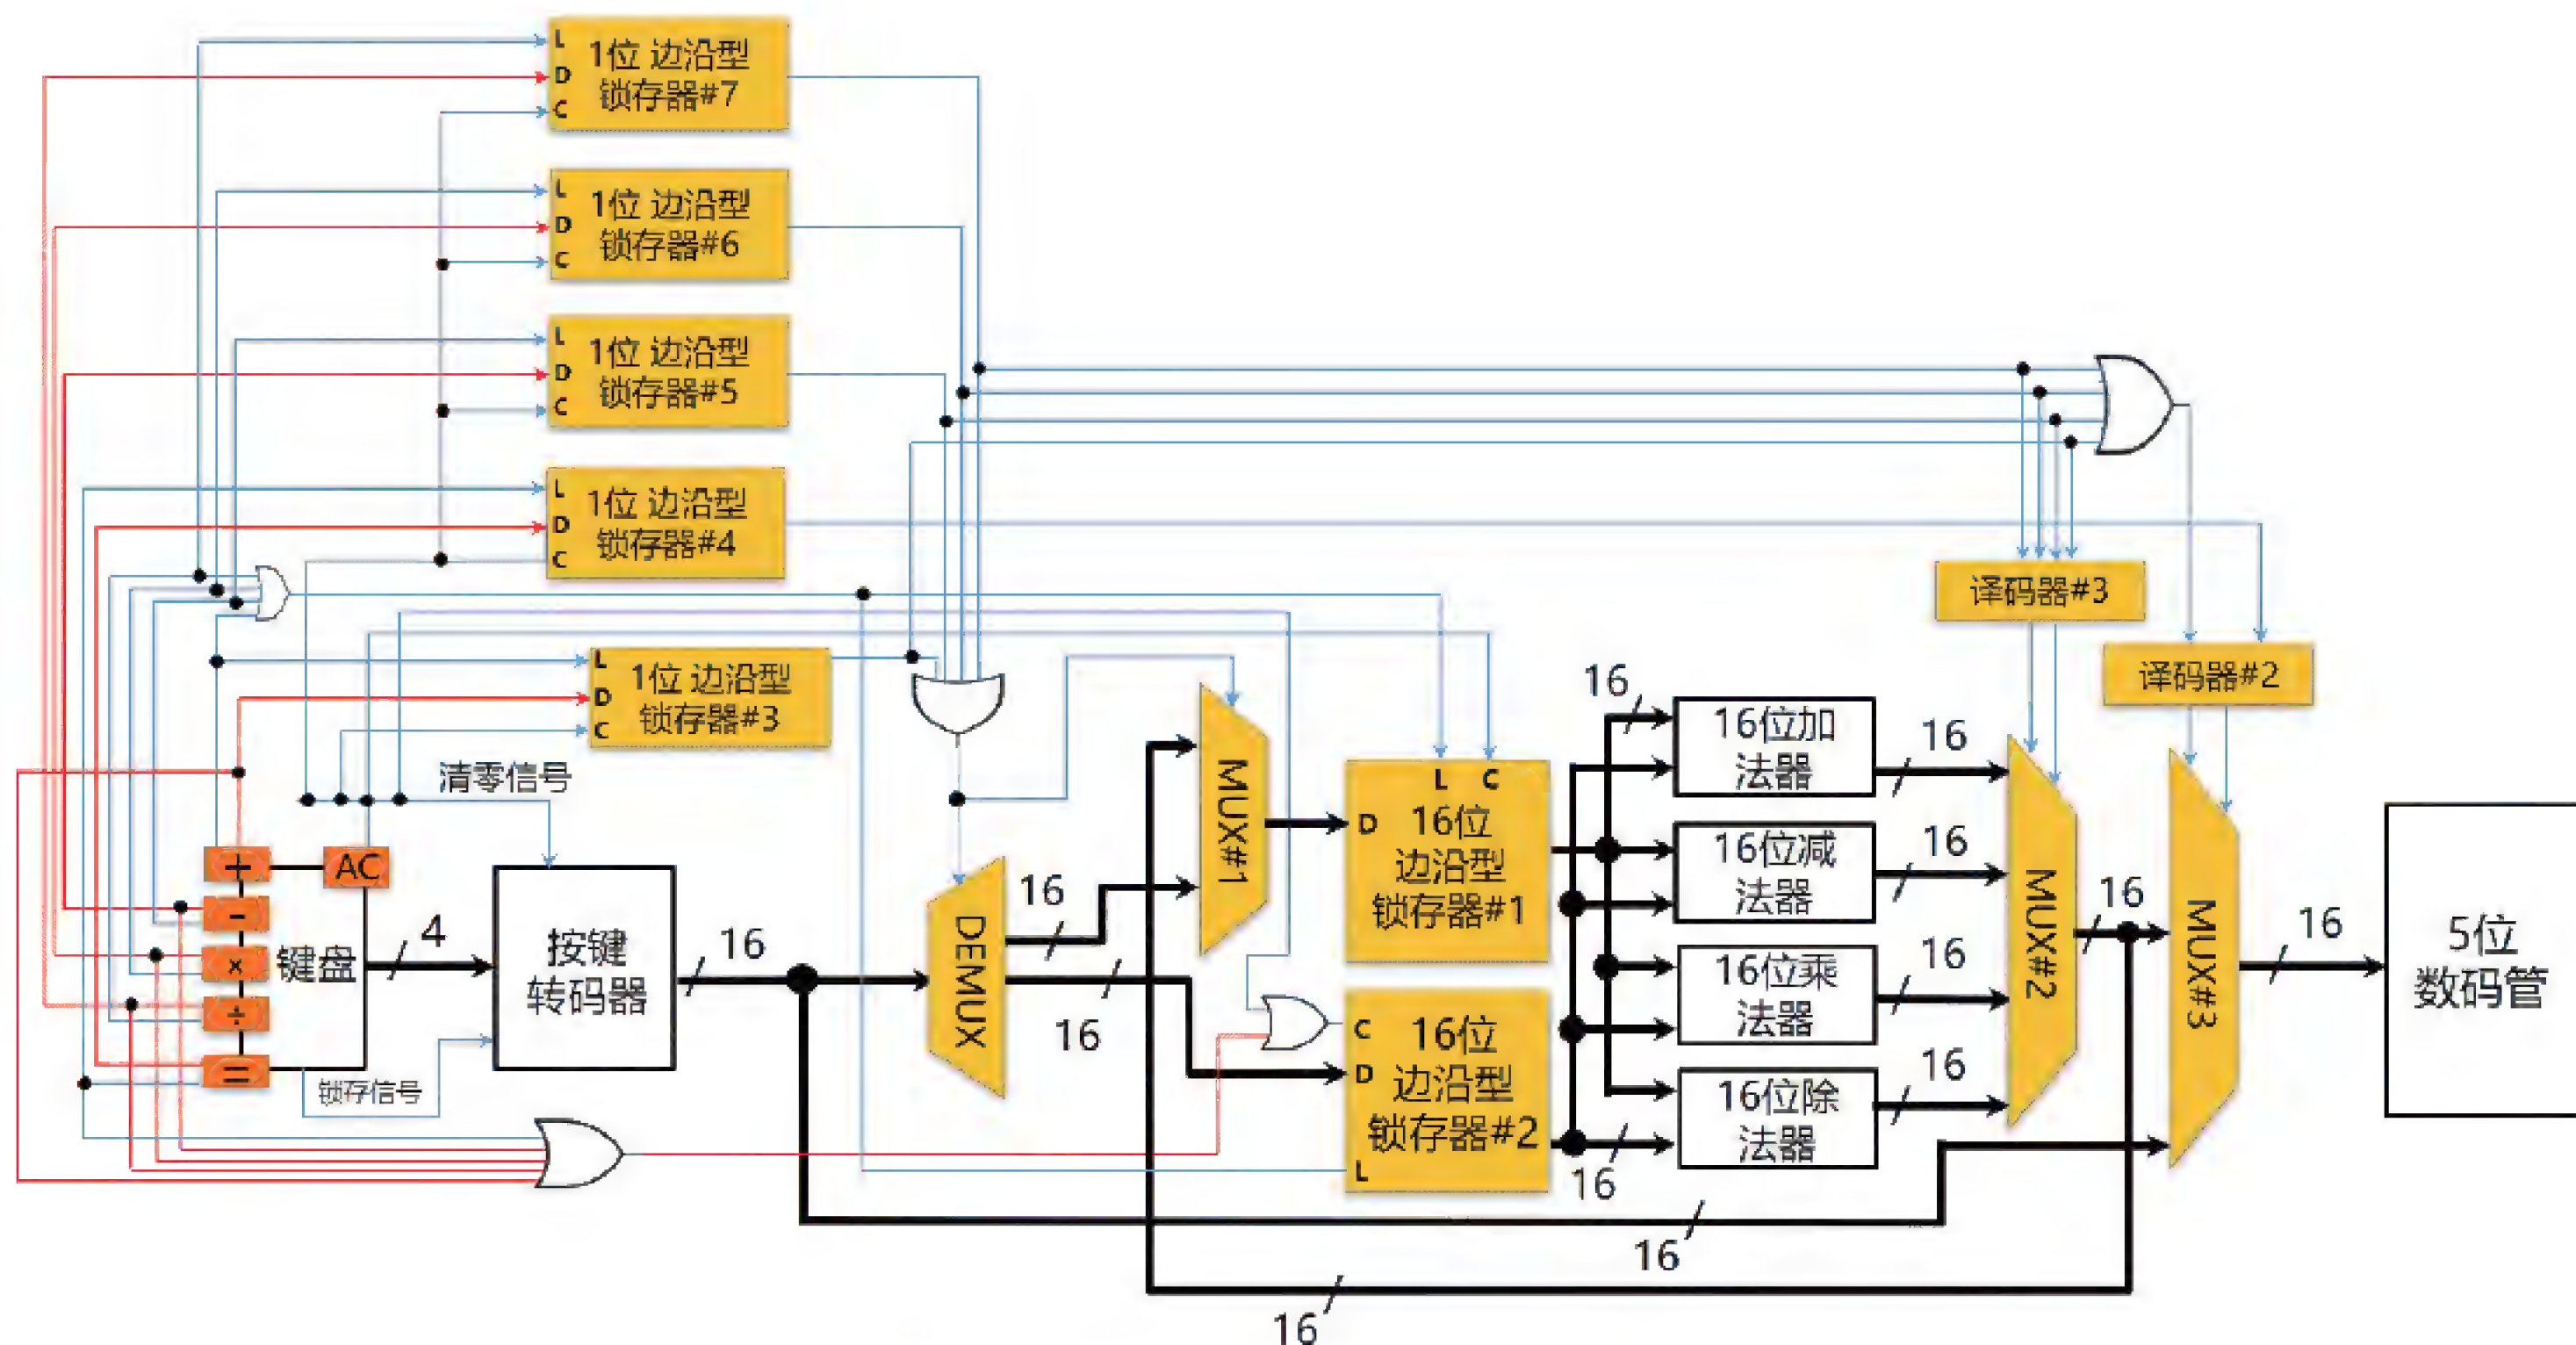 L
D
C
1位 边沿型
锁存器#7
L
D
C
1位 边沿型
锁存器#6
L
D
C
1位 边沿型
锁存器#5
L
D
C
1位 边沿型
锁存器#4
L
D
C
1位 边沿型
锁存器#3
译码器#3
译码器#2
清零信号
+
-
×
÷
=
AC
键盘
锁存信号
4
按键
转码器
16
DEMUX
16
16
MUX#1
L C
D
16位
边沿型
锁存器#1
C
D
L
16位
边沿型
锁存器#2
16
16
16位加
法器
16位减
法器
16位乘
法器
16位除
法器
16
16
16
16
MUX#2
16
MUX#3
16
5位
数码管
16
16